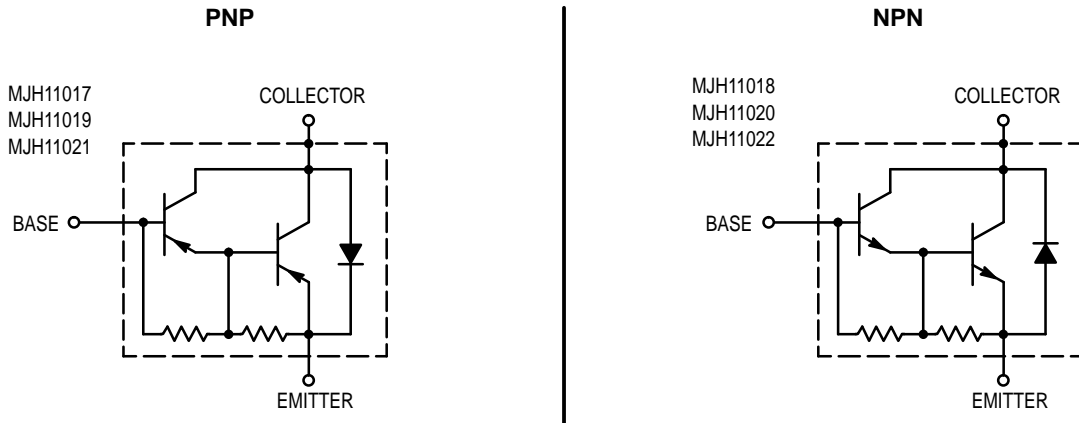 PNP
MJH11017
MJH11019
MJH11021
COLLECTOR
BASE
EMITTER
NPN
MJH11018
MJH11020
MJH11022
COLLECTOR
BASE
EMITTER